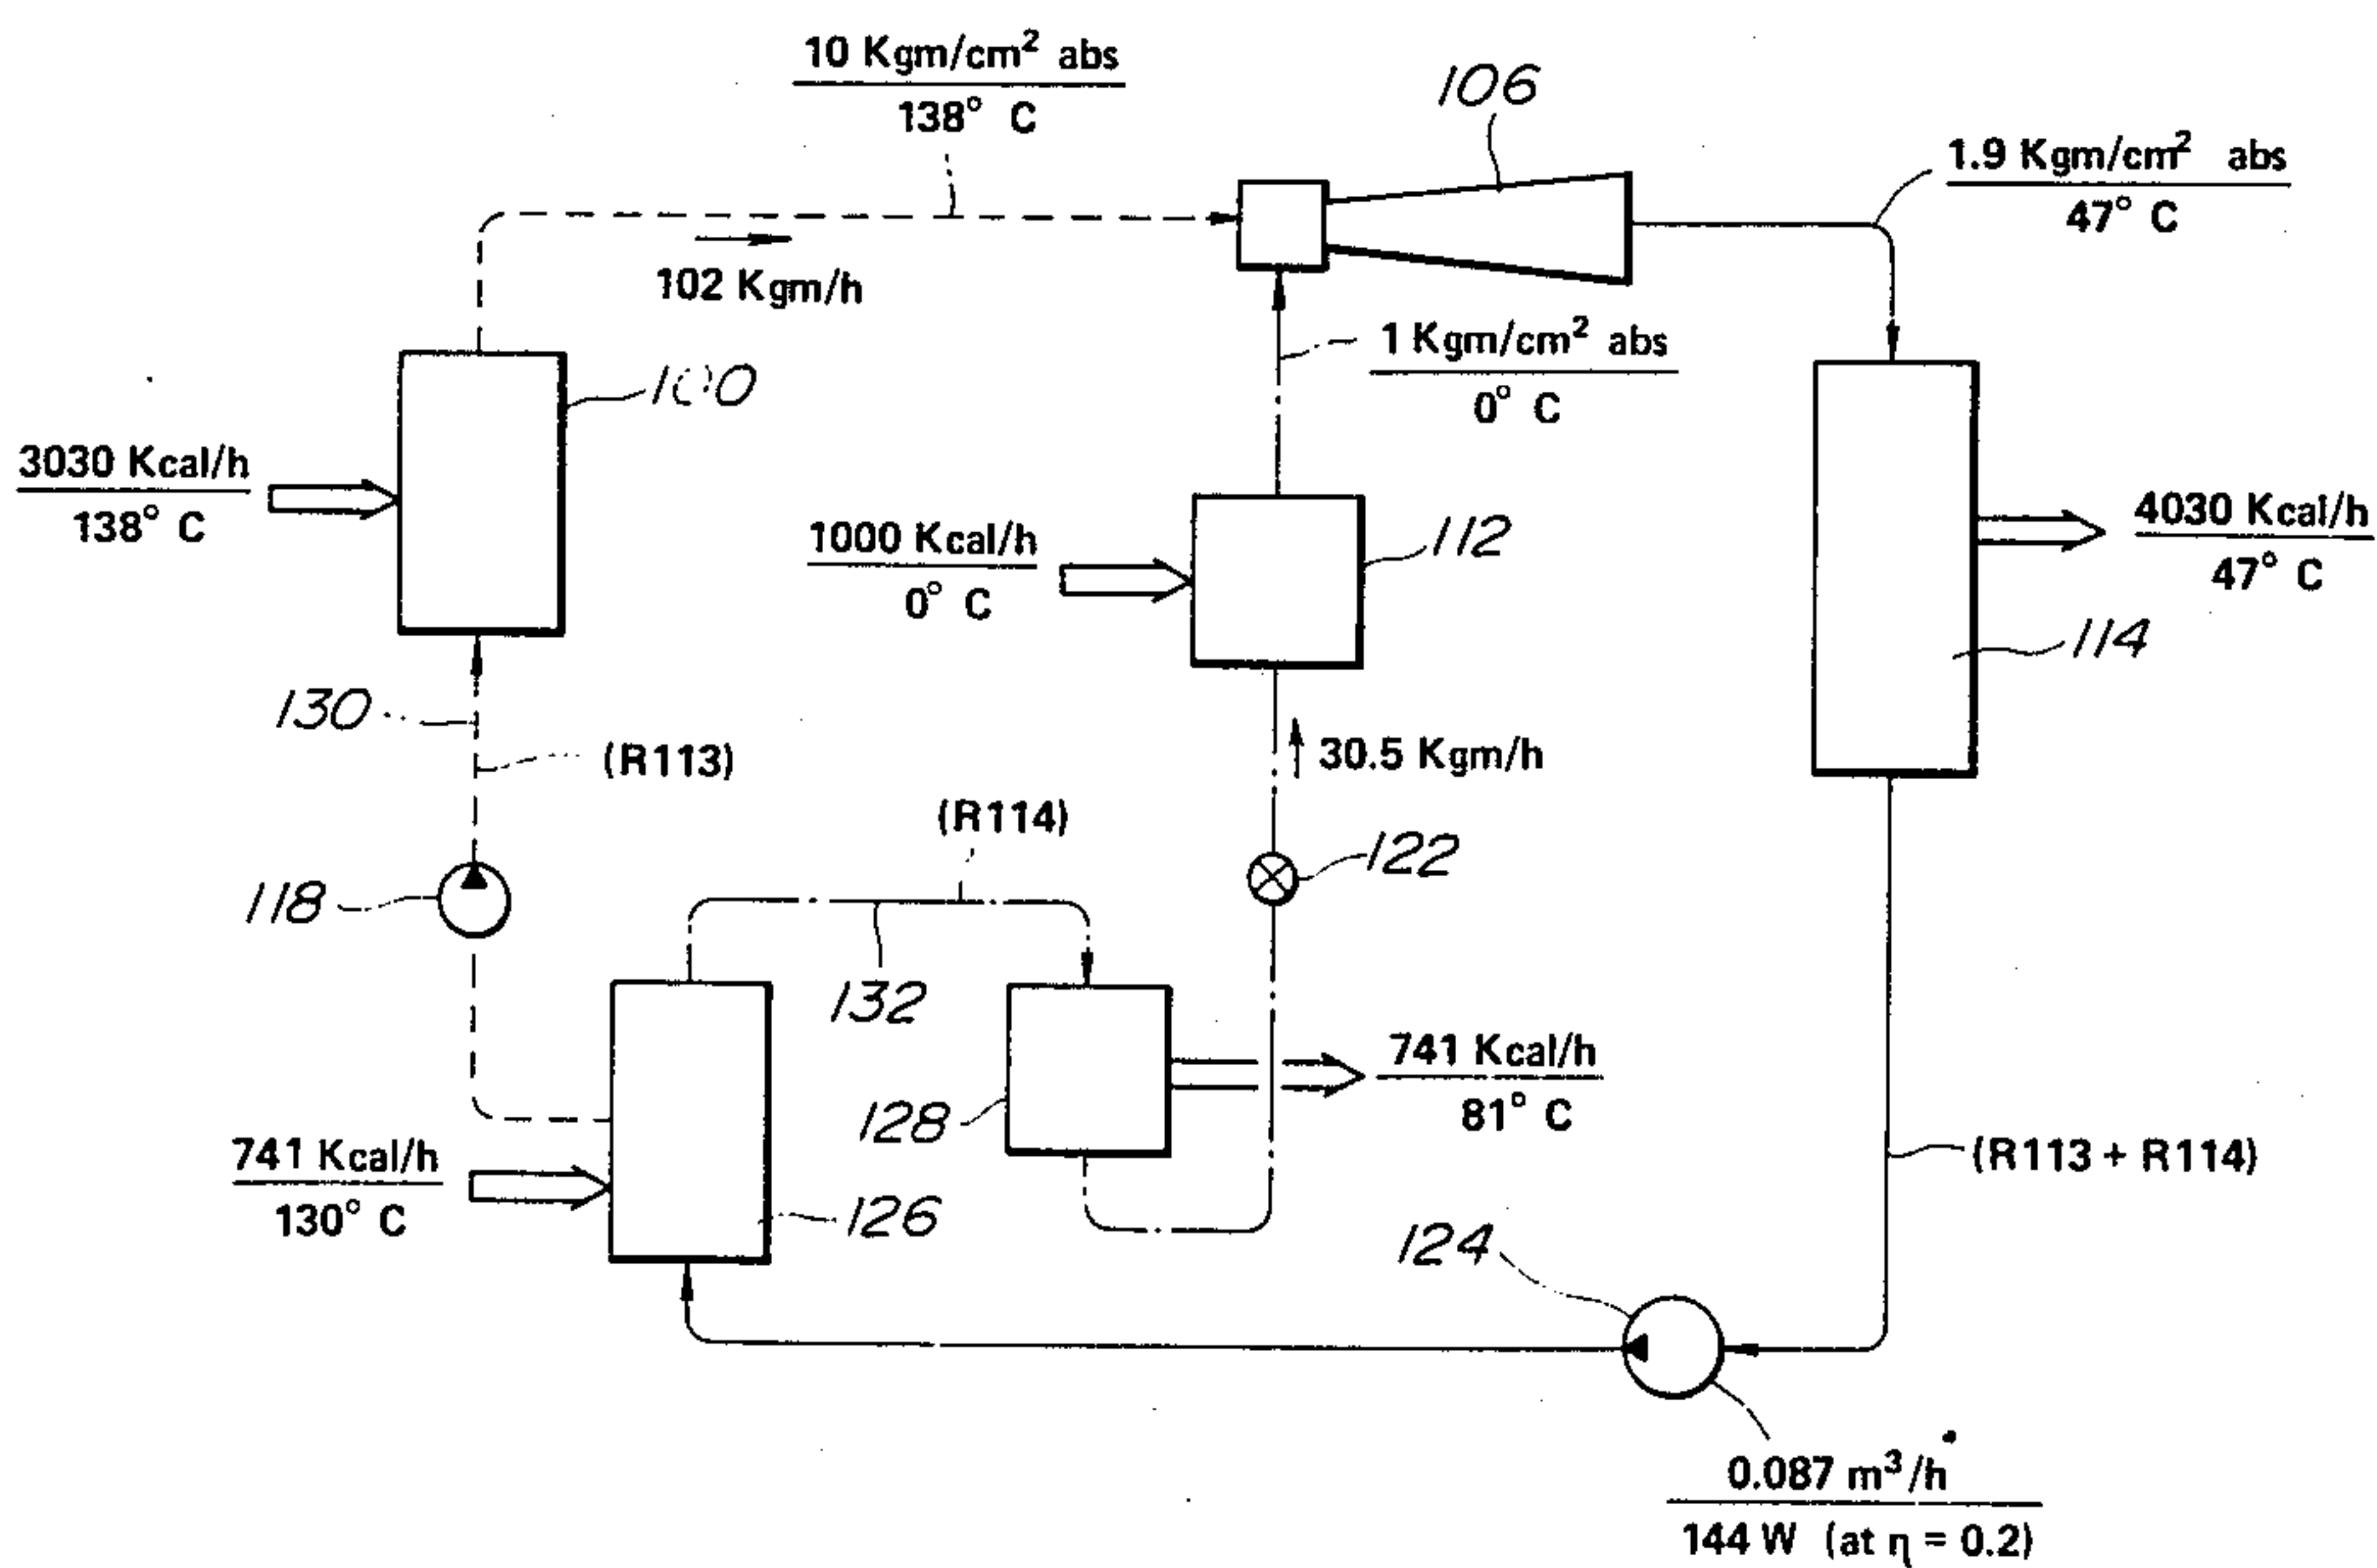 10 Kgm/cm² abs
138° C
106
1.9 Kgm/cm² abs
47° C
102 Kgm/h
1 Kgm/cm² abs
0° C
100
3030 Kcal/h
138° C
1000 Kcal/h
0° C
112
4030 Kcal/h
47° C
114
130
(R113)
30.5 Kgm/h
(R114)
122
118
132
741 Kcal/h
81° C
128
741 Kcal/h
130° C
126
(R113 + R114)
124
0.087 m³/h
144 W (at η = 0.2)